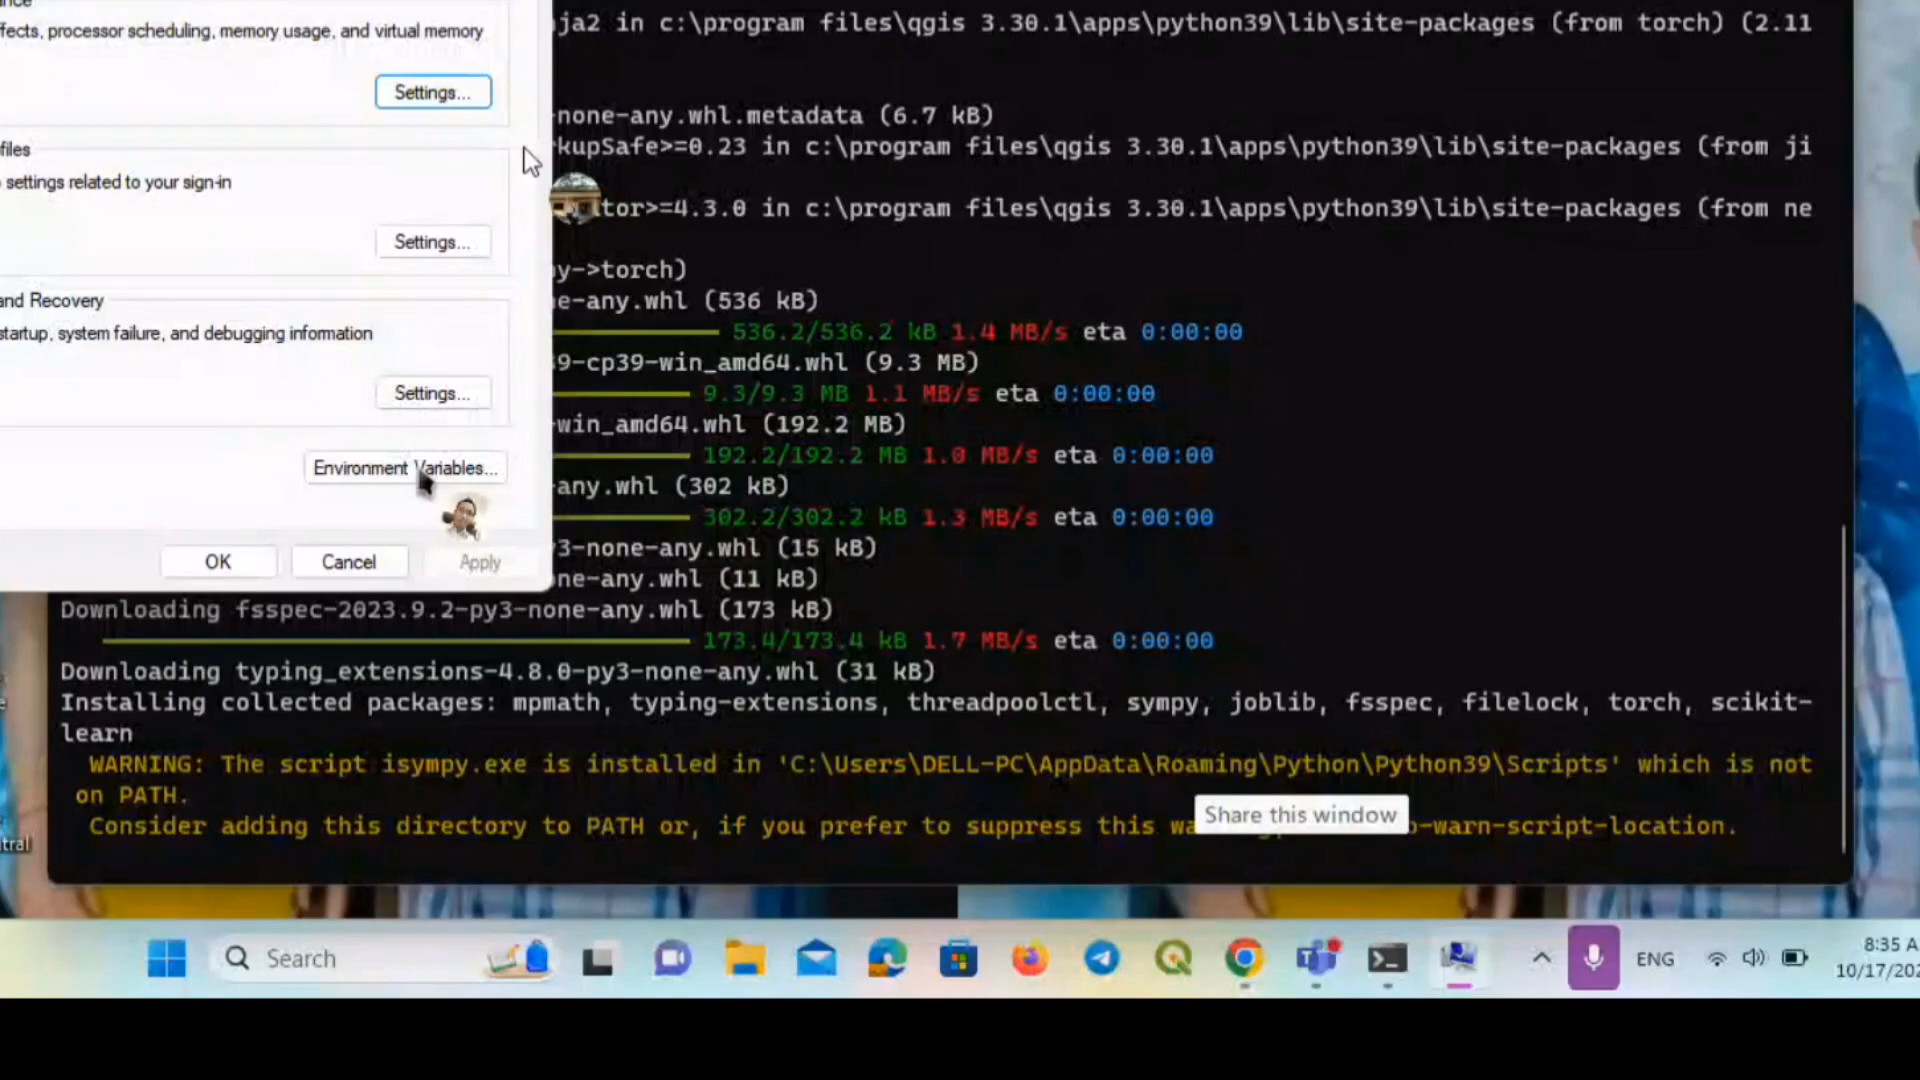 ffects, processor scheduling, memory usage, and virtual memory
Settings...
files
settings related to your sign-in
Settings...
and Recovery
startup, system failure, and debugging information
Settings...
Environment Variables...
OK
Cancel
Apply
ja2 in c:\program files\qgis 3.30.1\apps\python39\lib\site-packages (from torch) (2.11
none-any.whl.metadata (6.7 kB)
kupSafe>=0.23 in c:\program files\qgis 3.30.1\apps\python39\lib\site-packages (from ji
tor>=4.3.0 in c:\program files\qgis 3.30.1\apps\python39\lib\site-packages (from ne
y->torch)
e-any.whl (536 kB)
536.2/536.2 kB 1.4 MB/s eta 0:00:00
9-cp39-win_amd64.whl (9.3 MB)
9.3/9.3 MB 1.1 MB/s eta 0:00:00
win_amd64.whl (192.2 MB)
192.2/192.2 MB 1.0 MB/s eta 0:00:00
any.whl (302 kB)
302.2/302.2 kB 1.3 MB/s eta 0:00:00
3-none-any.whl (15 kB)
ne-any.whl (11 kB)
Downloading fsspec-2023.9.2-py3-none-any.whl (173 kB)
173.4/173.4 kB 1.7 MB/s eta 0:00:00
Downloading typing_extensions-4.8.0-py3-none-any.whl (31 kB)
Installing collected packages: mpmath, typing-extensions, threadpoolctl, sympy, joblib, fsspec, filelock, torch, scikit-
learn
WARNING: The script isympy.exe is installed in 'C:\Users\DELL-PC\AppData\Roaming\Python\Python39\Scripts' which is not
on PATH.
Consider adding this directory to PATH or, if you prefer to suppress this wa o-warn-script-location.
Share this window
tral
Search
ENG
8:35 A
10/17/202